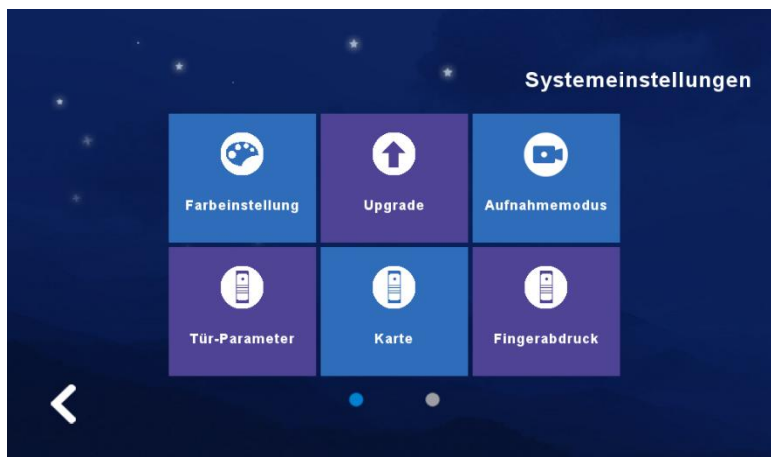 Systemeinstellungen
Farbeinstellung
Upgrade
Aufnahmemodus
Tür-Parameter
Karte
Fingerabdruck